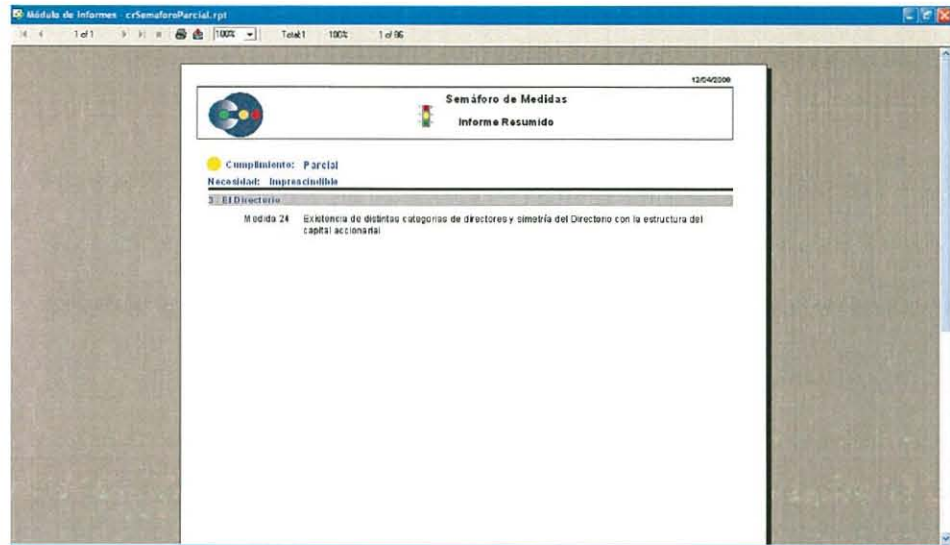 Módulo de informes - crSemaforoParcial.rpt
1 of 1 100% Total:1 100% 1 of 86
12/04/2006
Semáforo de Medidas
Informe Resumido
Cumplimiento: Parcial
Necesidad: Imprescindible
3 El Directorio
Medida 24 Existencia de distintas categorías de directores y simetría del Directorio con la estructura del
capital accionarial